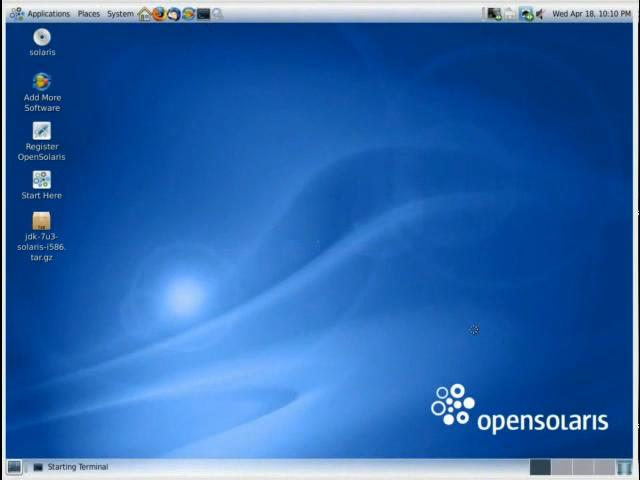 Applications Places System
Wed Apr 18, 10:10 PM
solaris
Add More
Software
Register
OpenSolaris
Start Here
jdk-7u3-
solaris-i586.
tar.gz
opensolaris
Starting Terminal